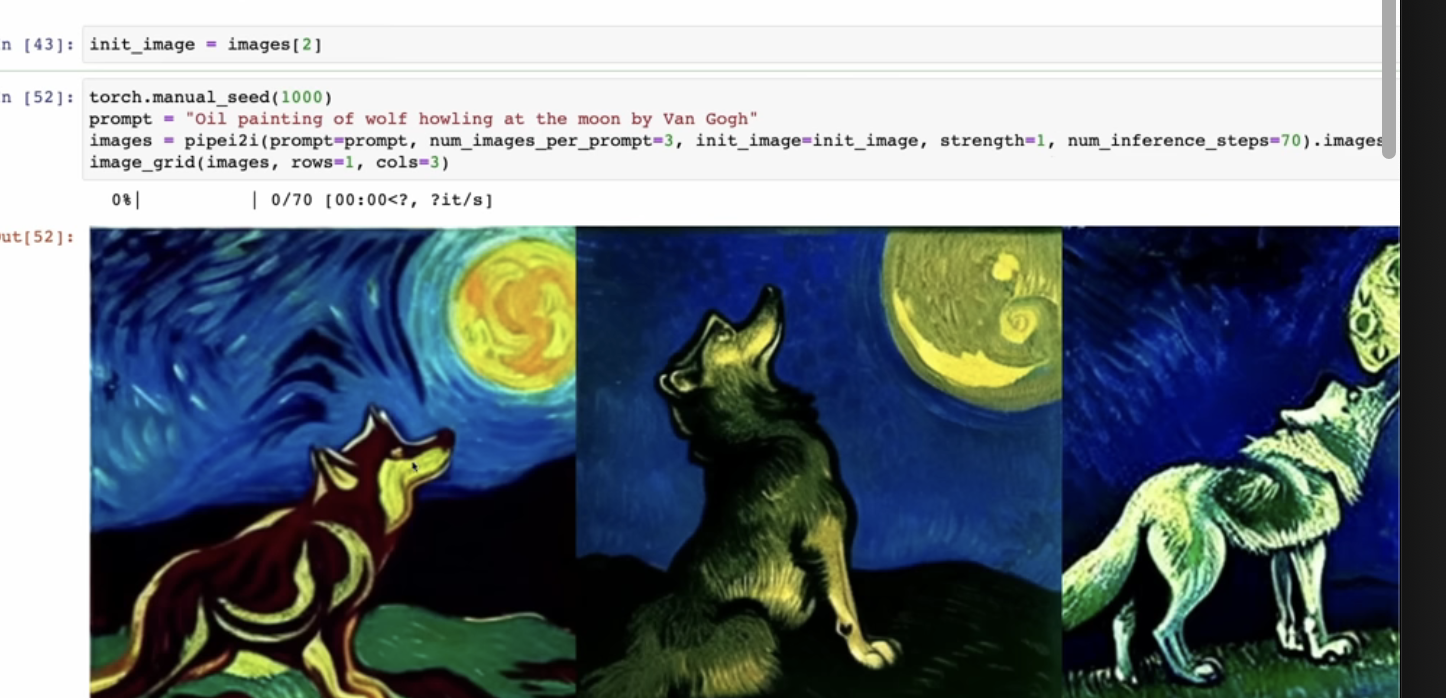 n [43]: init_image = images[2]
n [52]: torch.manual_seed(1000)
prompt = "Oil painting of wolf howling at the moon by Van Gogh"
images = pipei2i(prompt=prompt, num_images_per_prompt=3, init_image=init_image, strength=1, num_inference_steps=70).images
image_grid(images, rows=1, cols=3)
0%| | 0/70 [00:00<?, ?it/s]
ut[52]: